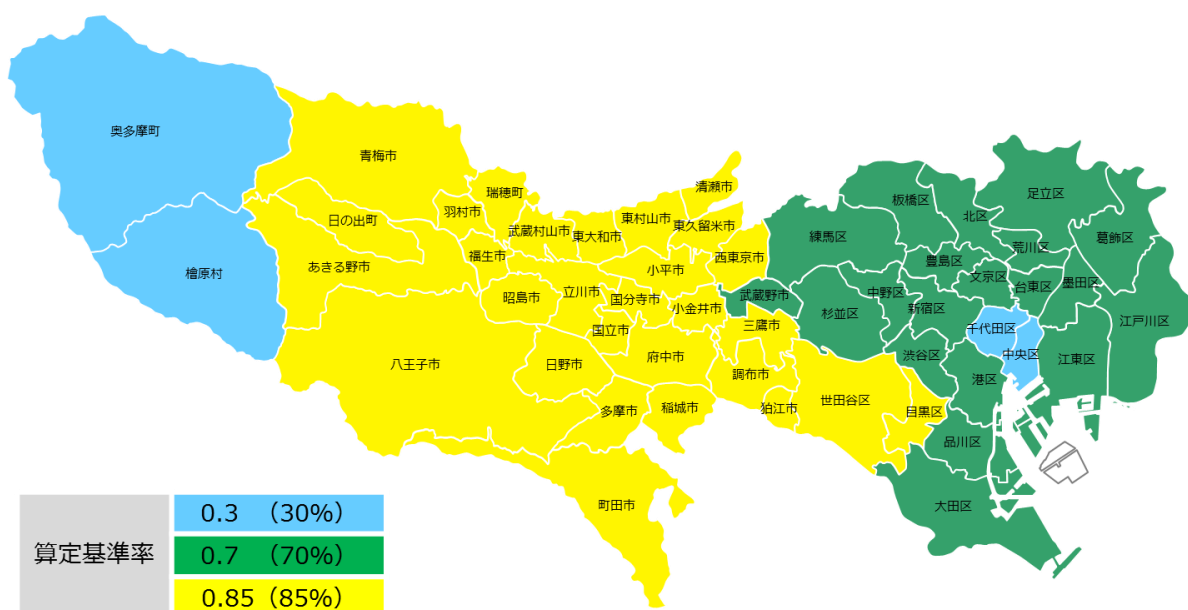 奥多摩町
檜原村
青梅市
日の出町
あきる野市
八王子市
羽村市
瑞穂町
福生市
武蔵村山市
東大和市
東村山市
清瀬市
東久留米市
西東京市
小平市
昭島市
立川市
国分寺市
小金井市
国立市
日野市
府中市
多摩市
稲城市
町田市
武蔵野市
三鷹市
調布市
狛江市
練馬区
板橋区
北区
足立区
葛飾区
荒川区
豊島区
文京区
台東区
墨田区
中野区
新宿区
杉並区
千代田区
中央区
江東区
江戸川区
渋谷区
港区
世田谷区
目黒区
品川区
大田区
算定基準率
0.3 （30%）
0.7 （70%）
0.85（85%）